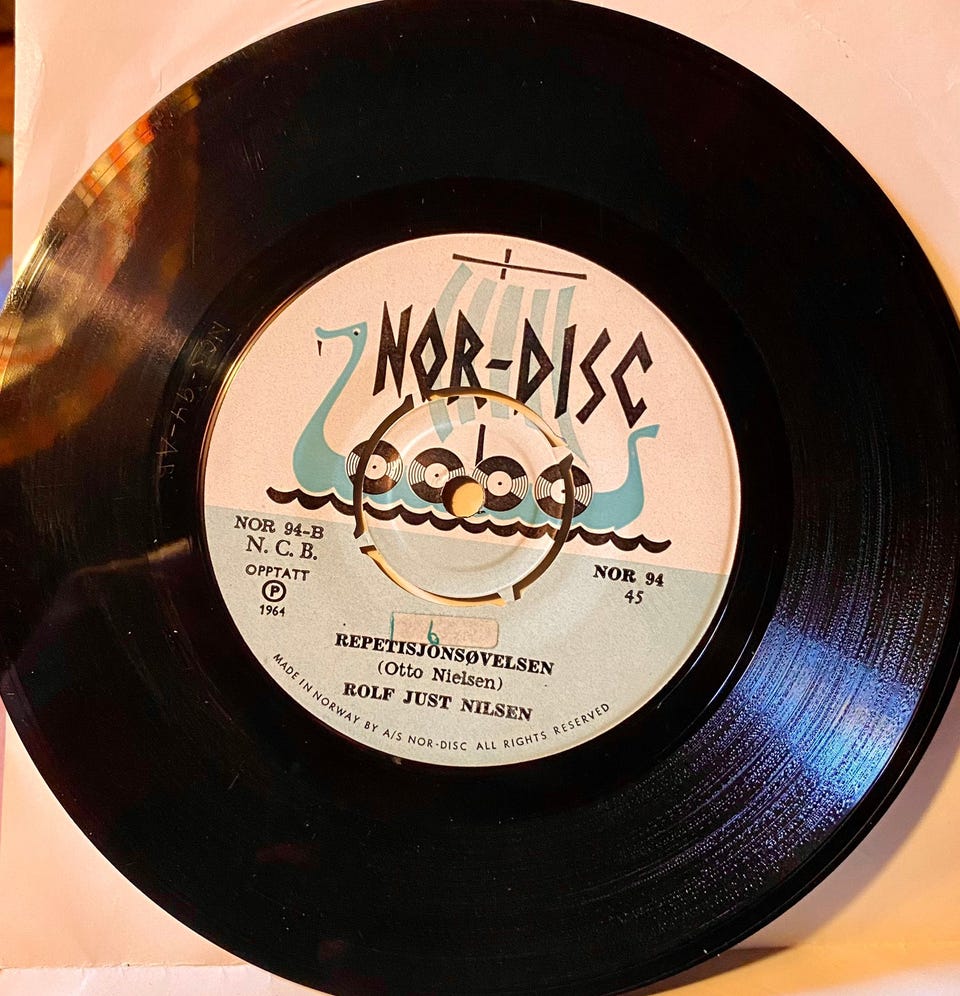 NOR-DISC
NOR 94-B
N. C. B.
OPPTATT
Ⓟ
1964
NOR 94
45
6
REPETISJONSØVELSEN
(Otto Nielsen)
ROLF JUST NILSEN
MADE IN NORWAY BY A/S NOR-DISC ALL RIGHTS RESERVED